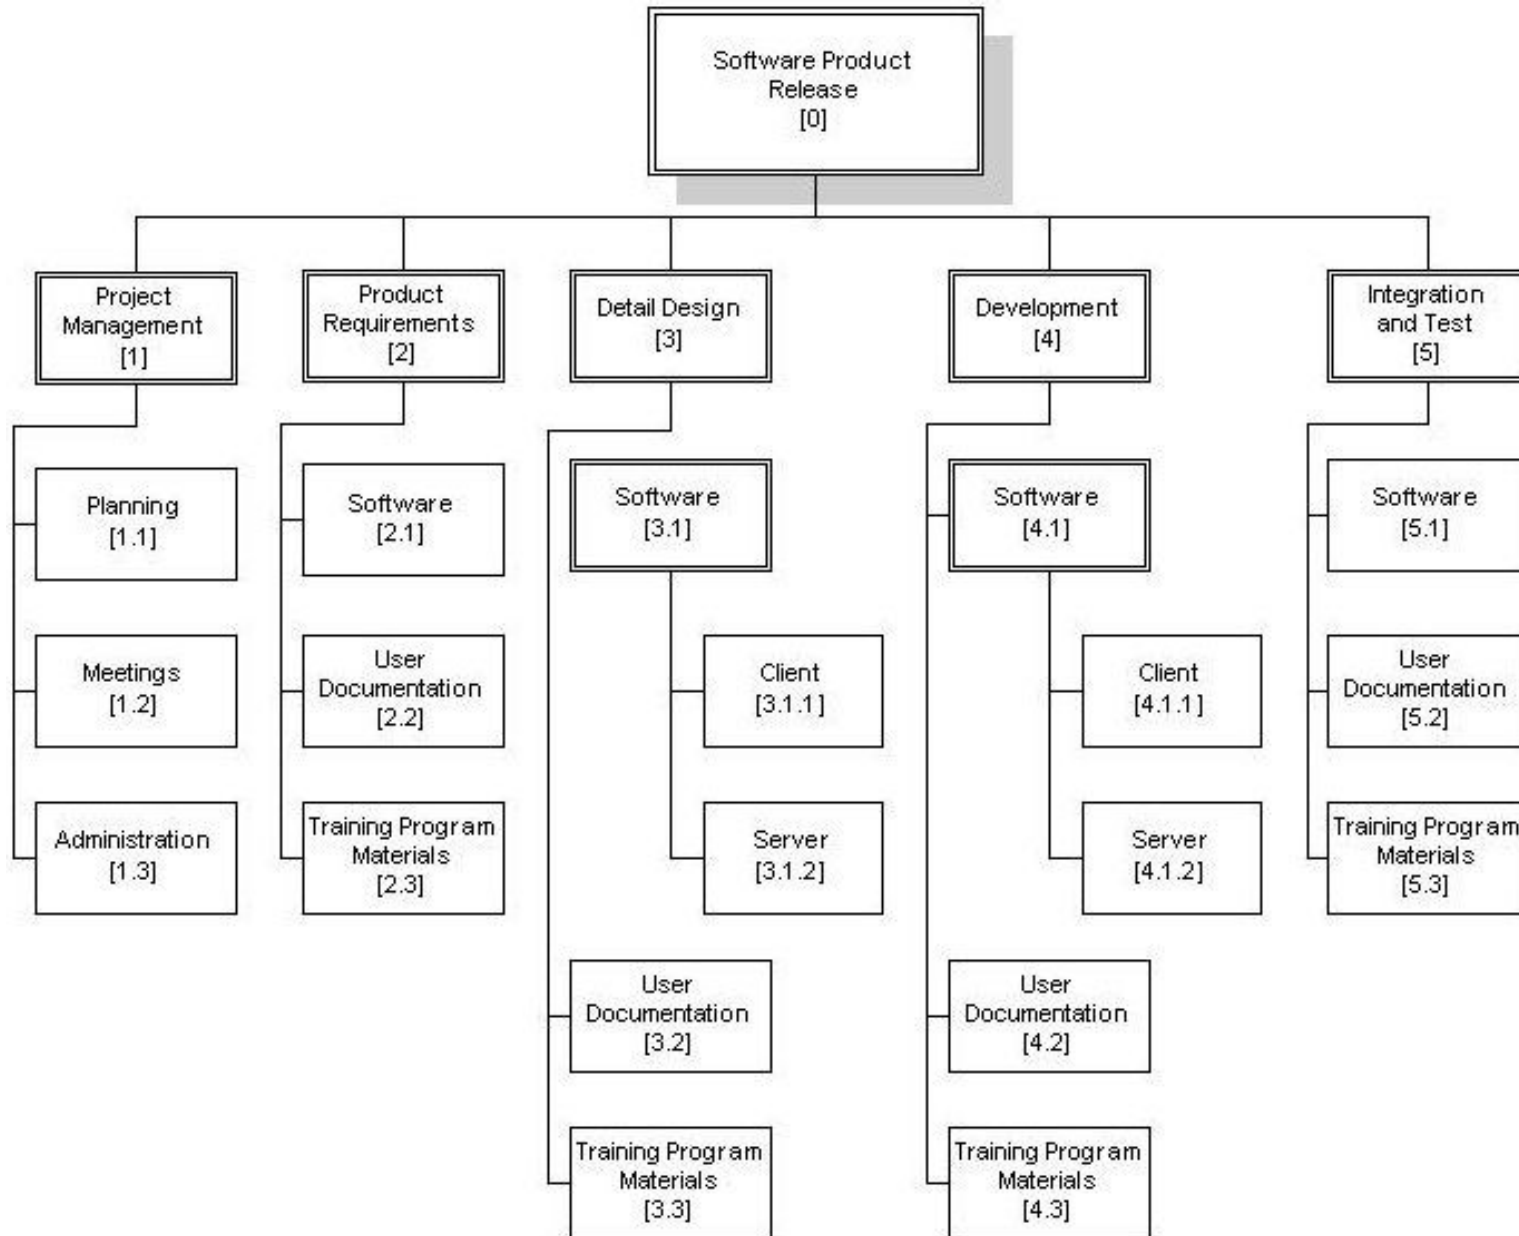 Software Product
Release
[0]
Project
Management
[1]
Product
Requirements
[2]
Detail Design
[3]
Development
[4]
Integration
and Test
[5]
Planning
[1.1]
Meetings
[1.2]
Administration
[1.3]
Software
[2.1]
User
Documentation
[2.2]
Training Program
Materials
[2.3]
Software
[3.1]
Client
[3.1.1]
Server
[3.1.2]
User
Documentation
[3.2]
Training Program
Materials
[3.3]
Software
[4.1]
Client
[4.1.1]
Server
[4.1.2]
User
Documentation
[4.2]
Training Program
Materials
[4.3]
Software
[5.1]
User
Documentation
[5.2]
Training Program
Materials
[5.3]